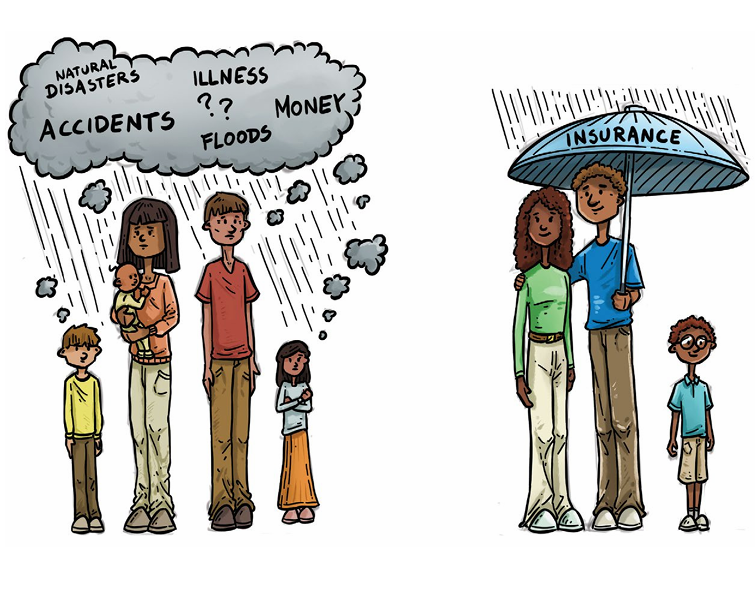 NATURAL
DISASTERS
ILLNESS
??
MONEY
ACCIDENTS
FLOODS
INSURANCE